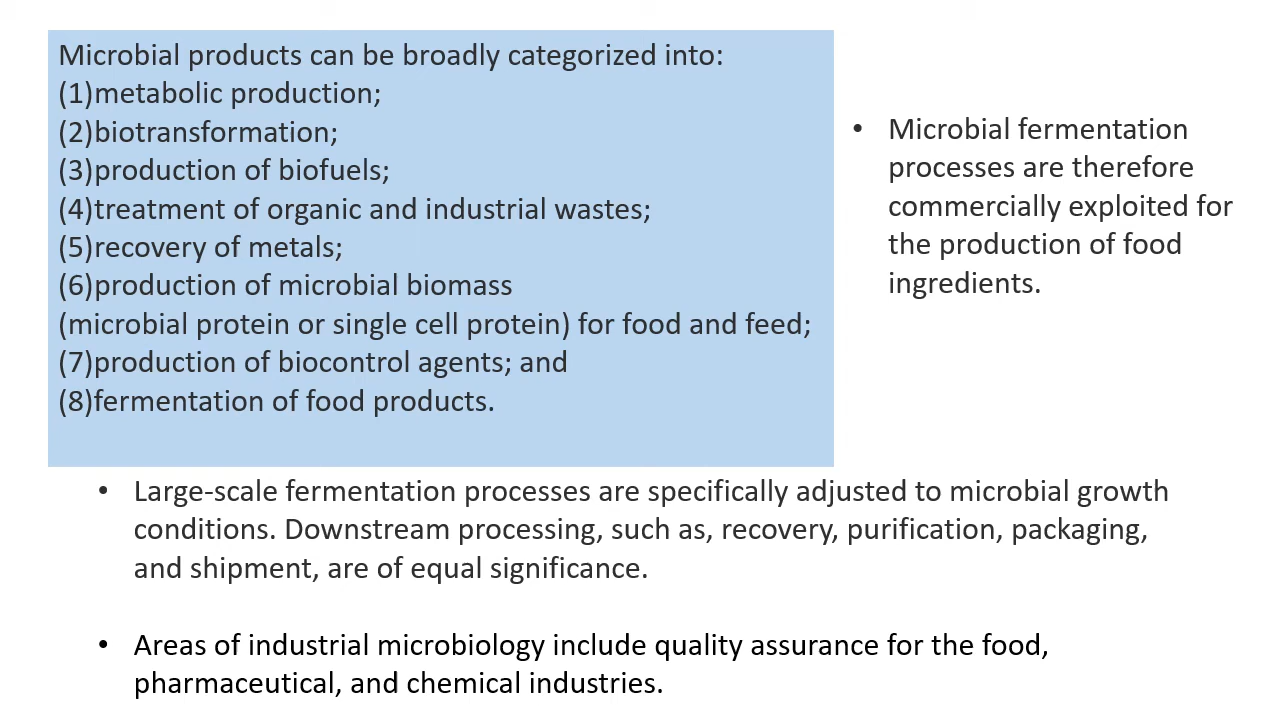 Microbial products can be broadly categorized into:
(1)metabolic production;
(2)biotransformation;
(3)production of biofuels;
(4)treatment of organic and industrial wastes;
(5)recovery of metals;
(6)production of microbial biomass
(microbial protein or single cell protein) for food and feed;
(7)production of biocontrol agents; and
(8)fermentation of food products.
• Microbial fermentation
processes are therefore
commercially exploited for
the production of food
ingredients.
• Large-scale fermentation processes are specifically adjusted to microbial growth
conditions. Downstream processing, such as, recovery, purification, packaging,
and shipment, are of equal significance.
• Areas of industrial microbiology include quality assurance for the food,
pharmaceutical, and chemical industries.